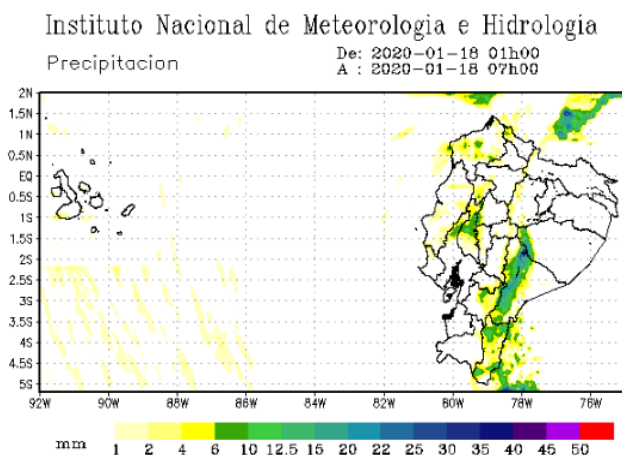 Instituto Nacional de Meteorologia e Hidrologia
Precipitacion
De: 2020-01-18 01h00
A : 2020-01-18 07h00
2N
1.5N
1N
0.5N
EQ
0.5S
1S
1.5S
2S
2.5S
3S
3.5S
4S
4.5S
5S
92W 90W 88W 86W 84W 82W 80W 78W 76W
mm 1 2 4 6 10 12.5 15 20 22 25 30 35 40 45 50